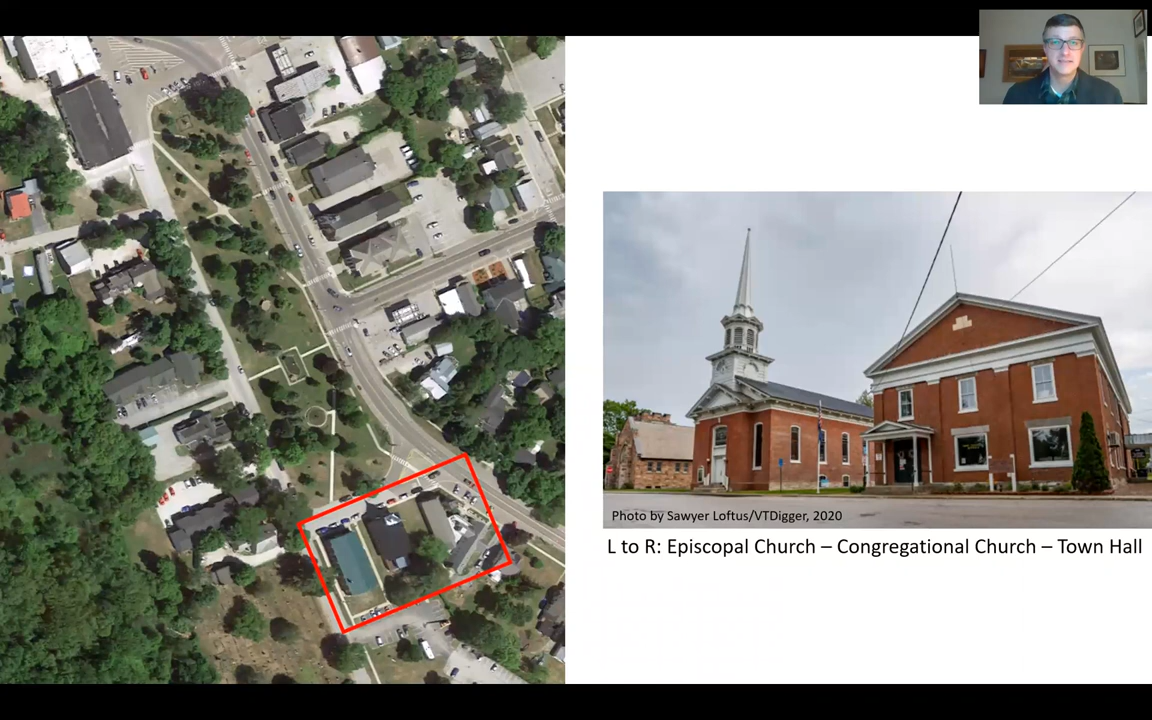 Photo by Sawyer Loftus/VTDigger, 2020
L to R: Episcopal Church – Congregational Church – Town Hall